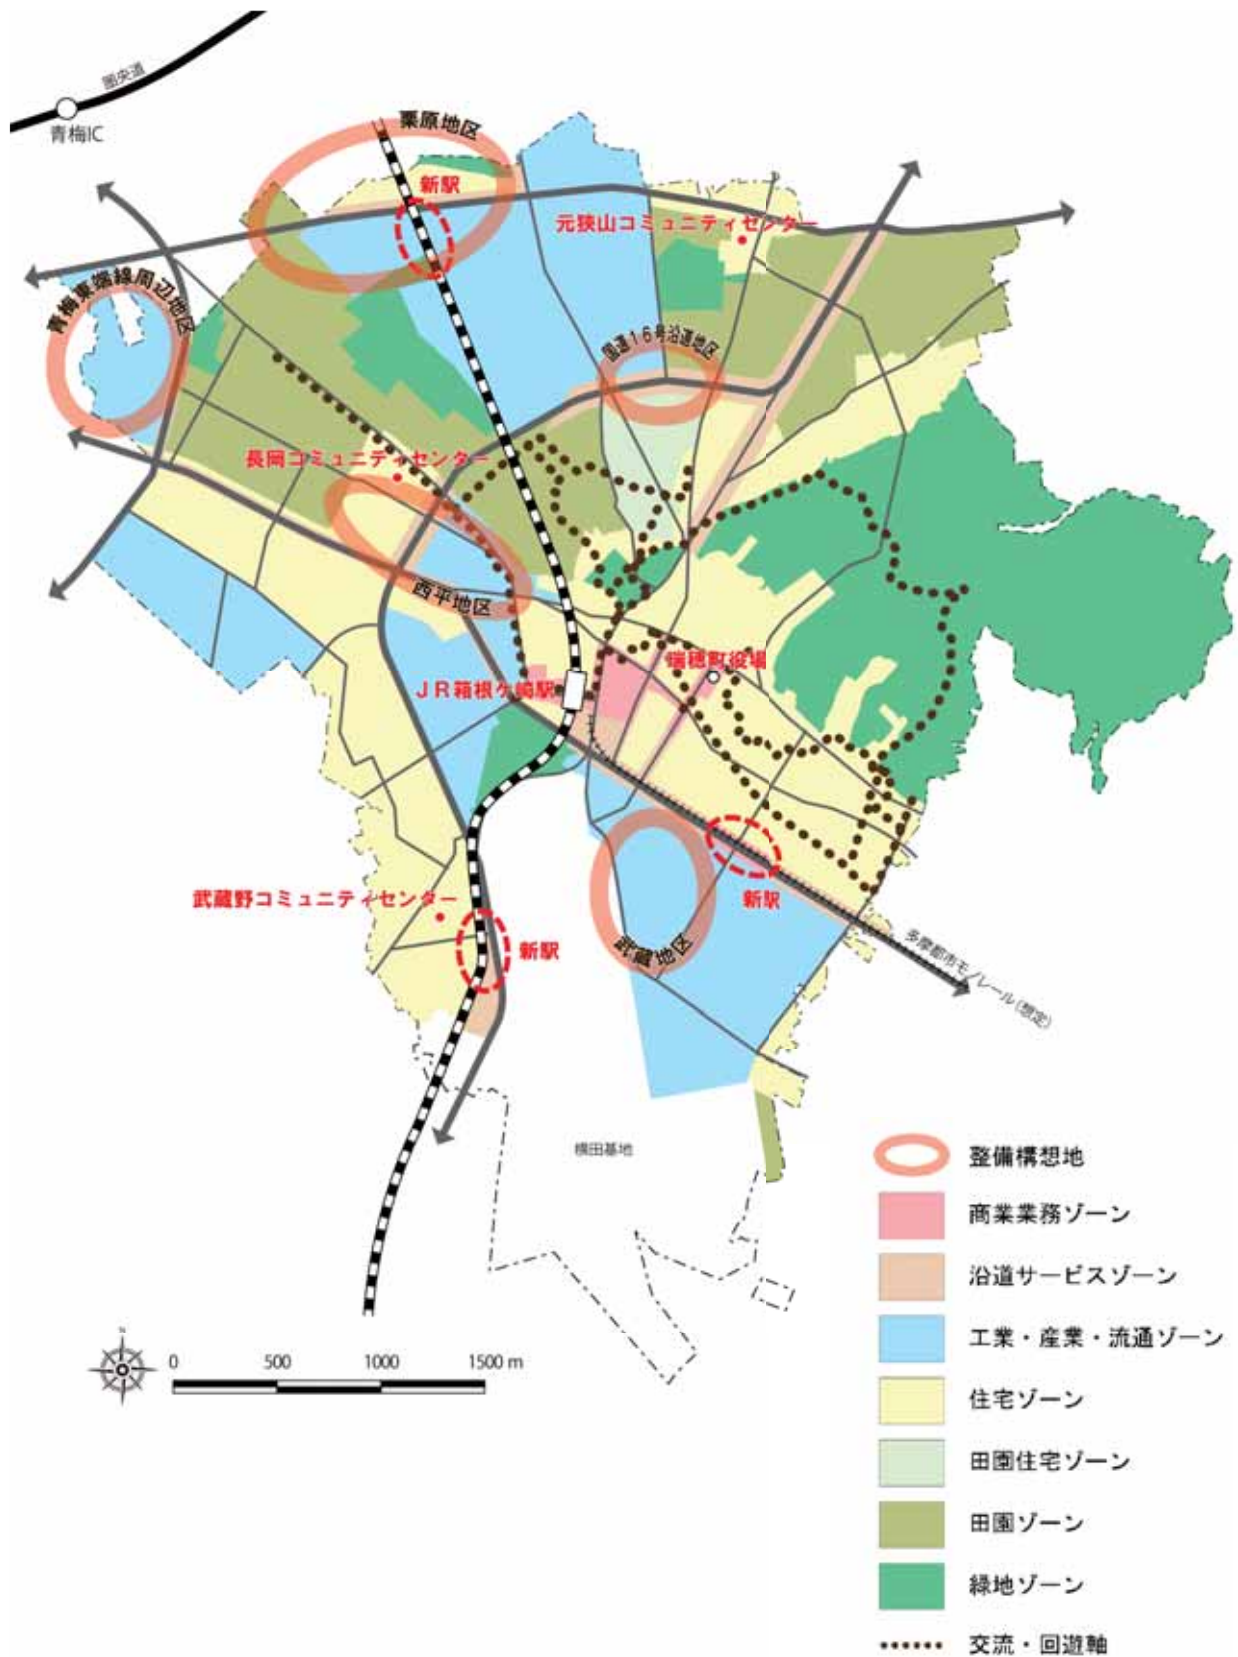 圏央道
青梅IC
栗原地区
新駅
元狭山コミュニティセンター
青梅東端線周辺地区
国道16号沿道地区
長岡コミュニティセンター
西平地区
瑞穂町役場
JR箱根ケ崎駅
武蔵野コミュニティセンター
新駅
新駅
武蔵地区
多摩都市モノレール(想定)
横田基地
N
0 500 1000 1500 m
整備構想地
商業業務ゾーン
沿道サービスゾーン
工業・産業・流通ゾーン
住宅ゾーン
田園住宅ゾーン
田園ゾーン
緑地ゾーン
交流・回遊軸